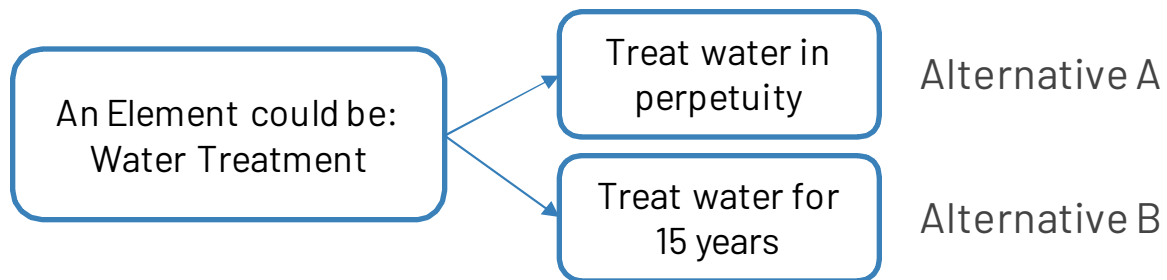 An Element could be:
Water Treatment
Treat water in
perpetuity
Alternative A
Treat water for
15 years
Alternative B